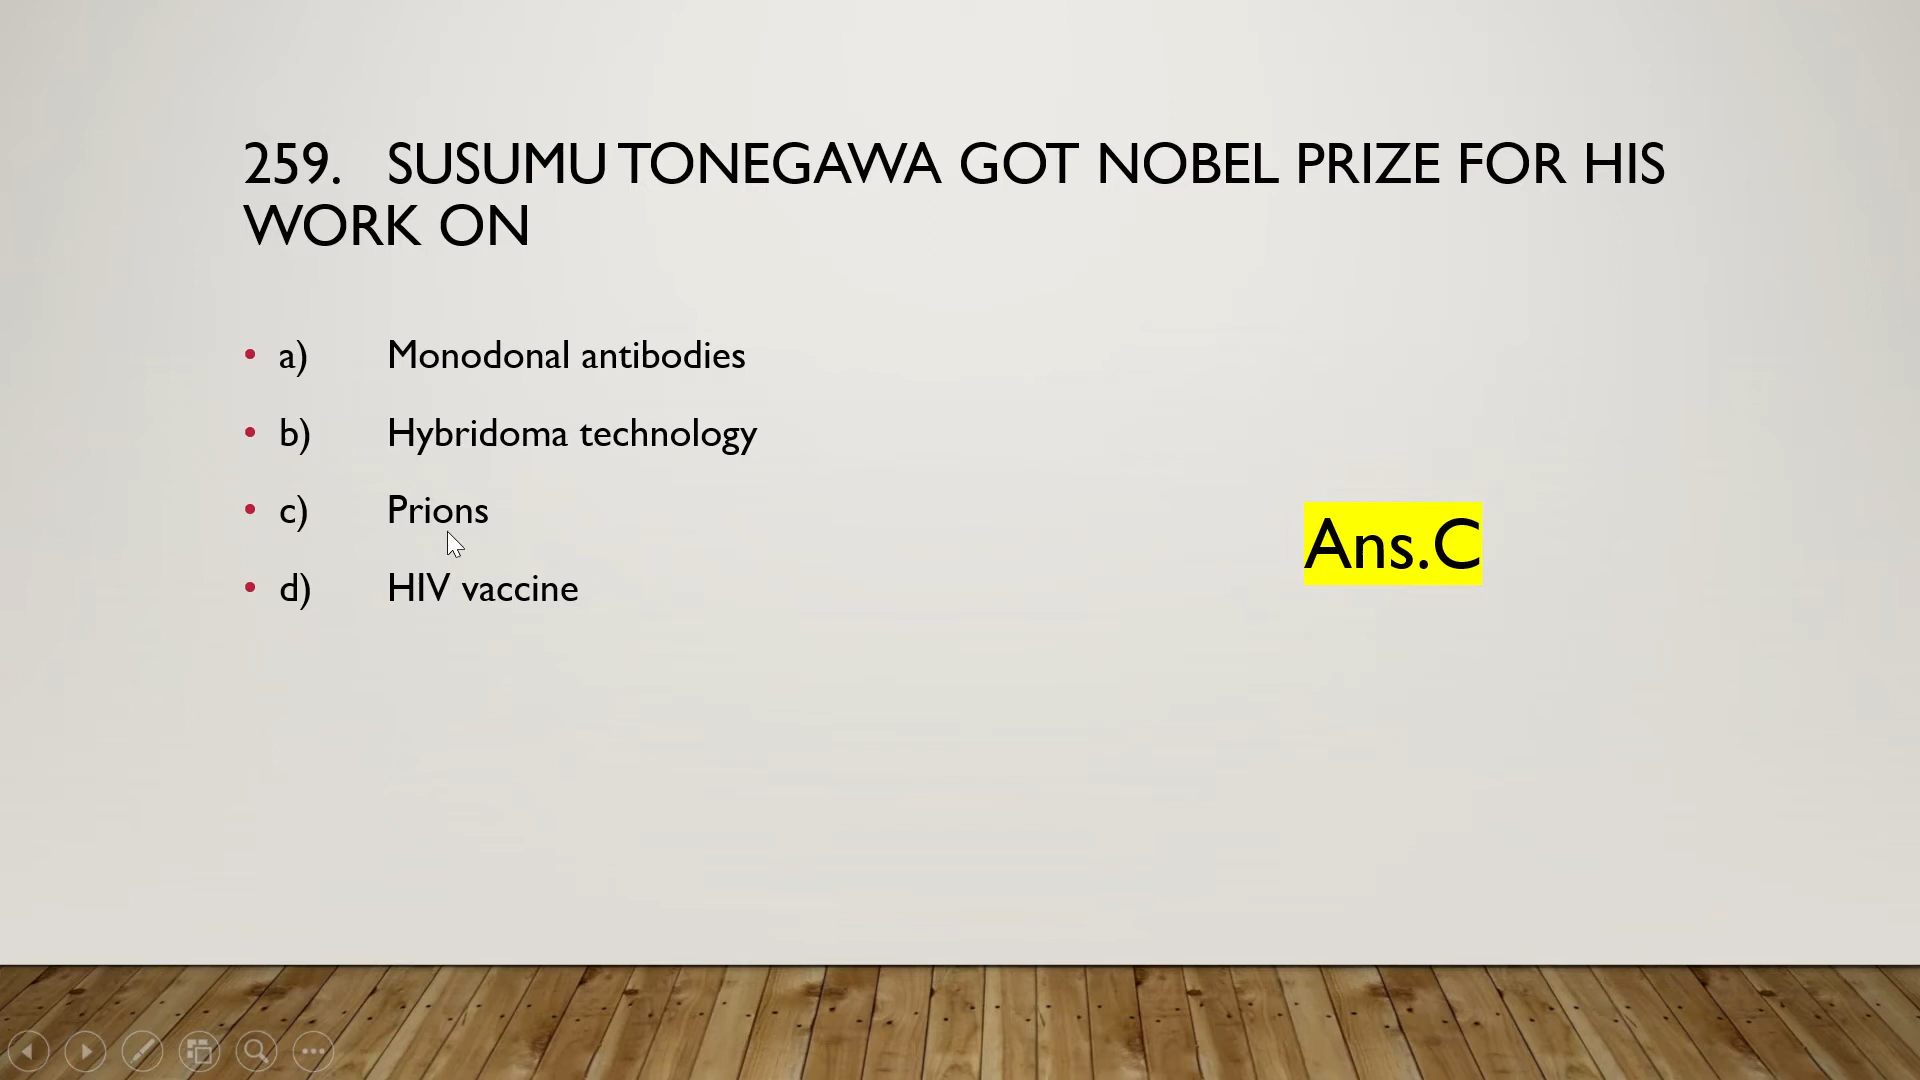 259. SUSUMU TONEGAWA GOT NOBEL PRIZE FOR HIS
WORK ON
• a) Monodonal antibodies
• b) Hybridoma technology
• c) Prions
• d) HIV vaccine
Ans.C